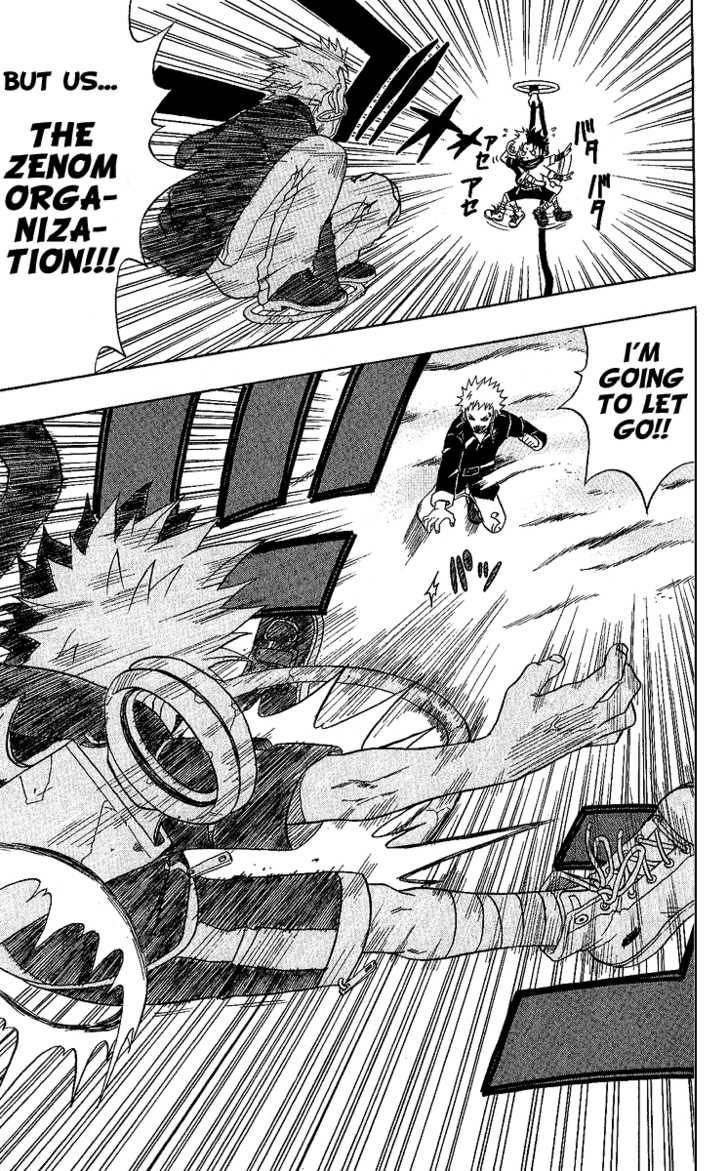 BUT US...
THE
ZENOM
ORGA-
NIZA-
TION!!!
アセ
アセ
バタ
バタ
I'M
GOING
TO LET
GO!!
バッ